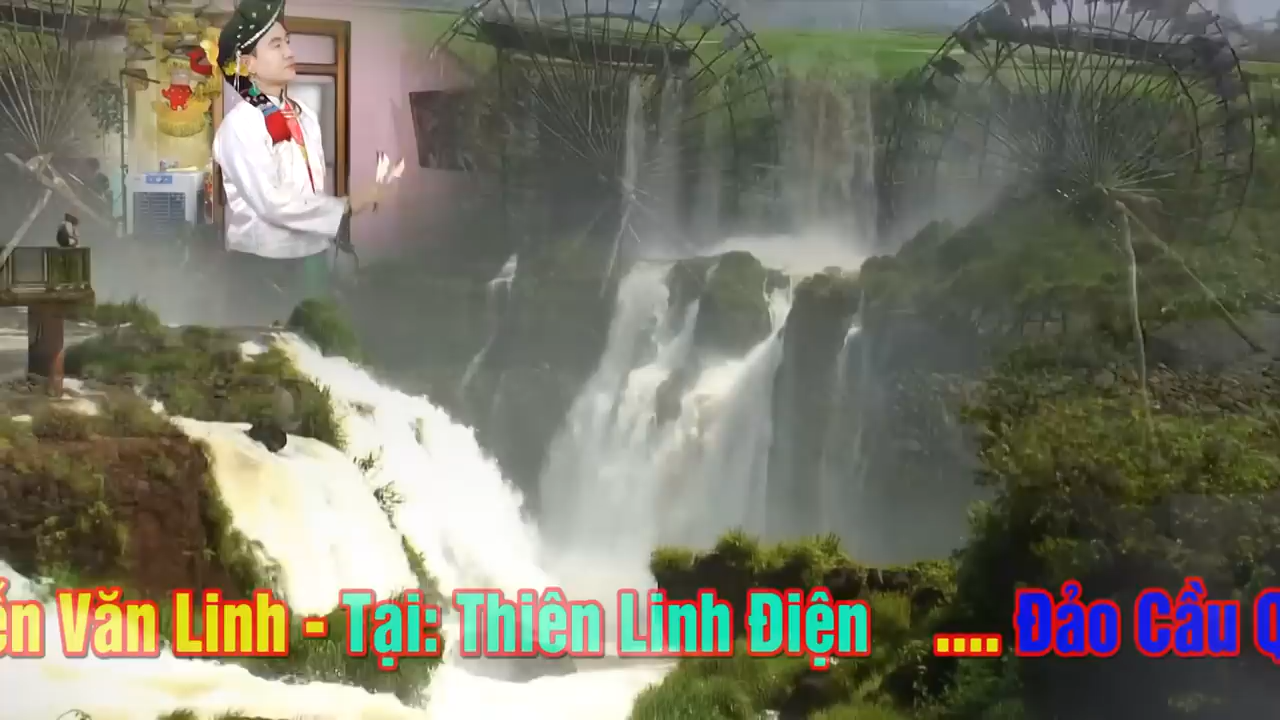 Văn Linh - Tại: Thiên Linh Điện .... Đảo Cầu